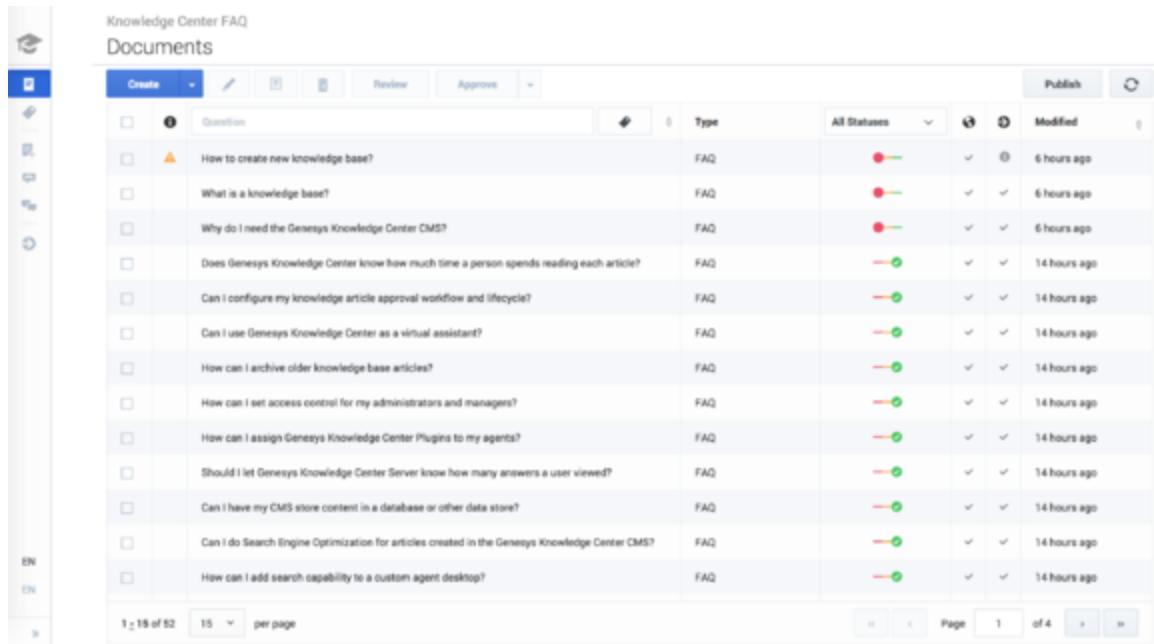 Knowledge Center FAQ
Documents
Create Review Approve Publish
Question Type All Statuses Modified
How to create new knowledge base? FAQ 6 hours ago
What is a knowledge base? FAQ 6 hours ago
Why do I need the Genesys Knowledge Center CMS? FAQ 6 hours ago
Does Genesys Knowledge Center know how much time a person spends reading each article? FAQ 14 hours ago
Can I configure my knowledge article approval workflow and lifecycle? FAQ 14 hours ago
Can I use Genesys Knowledge Center as a virtual assistant? FAQ 14 hours ago
How can I archive older knowledge base articles? FAQ 14 hours ago
How can I set access control for my administrators and managers? FAQ 14 hours ago
How can I assign Genesys Knowledge Center Plugins to my agents? FAQ 14 hours ago
Should I let Genesys Knowledge Center Server know how many answers a user viewed? FAQ 14 hours ago
Can I have my CMS store content in a database or other data store? FAQ 14 hours ago
Can I do Search Engine Optimization for articles created in the Genesys Knowledge Center CMS? FAQ 14 hours ago
EN
How can I add search capability to a custom agent desktop? FAQ 14 hours ago
EN
1 - 15 of 52 15 per page Page 1 of 4